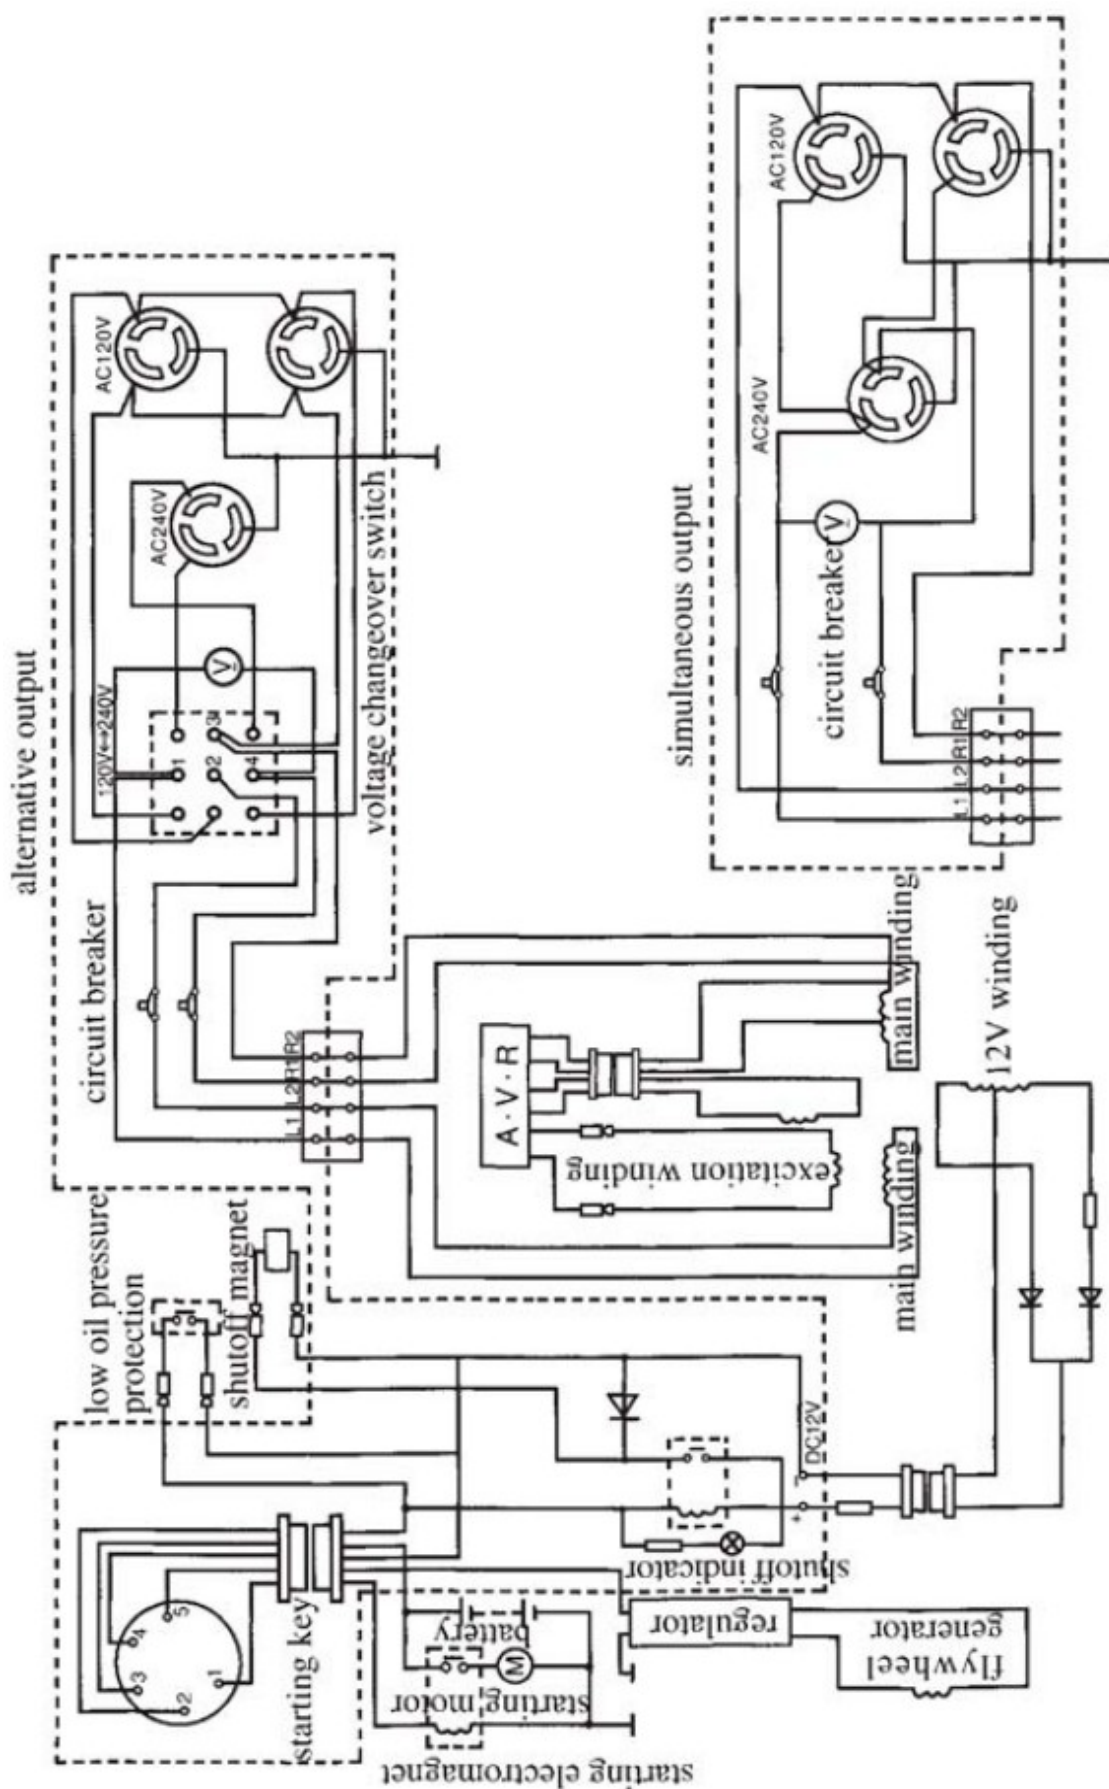 alternative output
circuit breaker
120V↔240V
1
2
3
4
V
AC240V
AC120V
voltage changeover switch
L1 L2 R1 R2
simultaneous output
circuit breaker
V
AC240V
AC120V
L1 L2 R1 R2
low oil pressure
protection
shutoff magnet
A·V·R
excitation winding
main winding
main winding
12V winding
starting key
1
2
3
4
5
DC12V
+
−
shutoff indicator
battery
M
starting motor
starting electromagnet
regulator
flywheel
generator